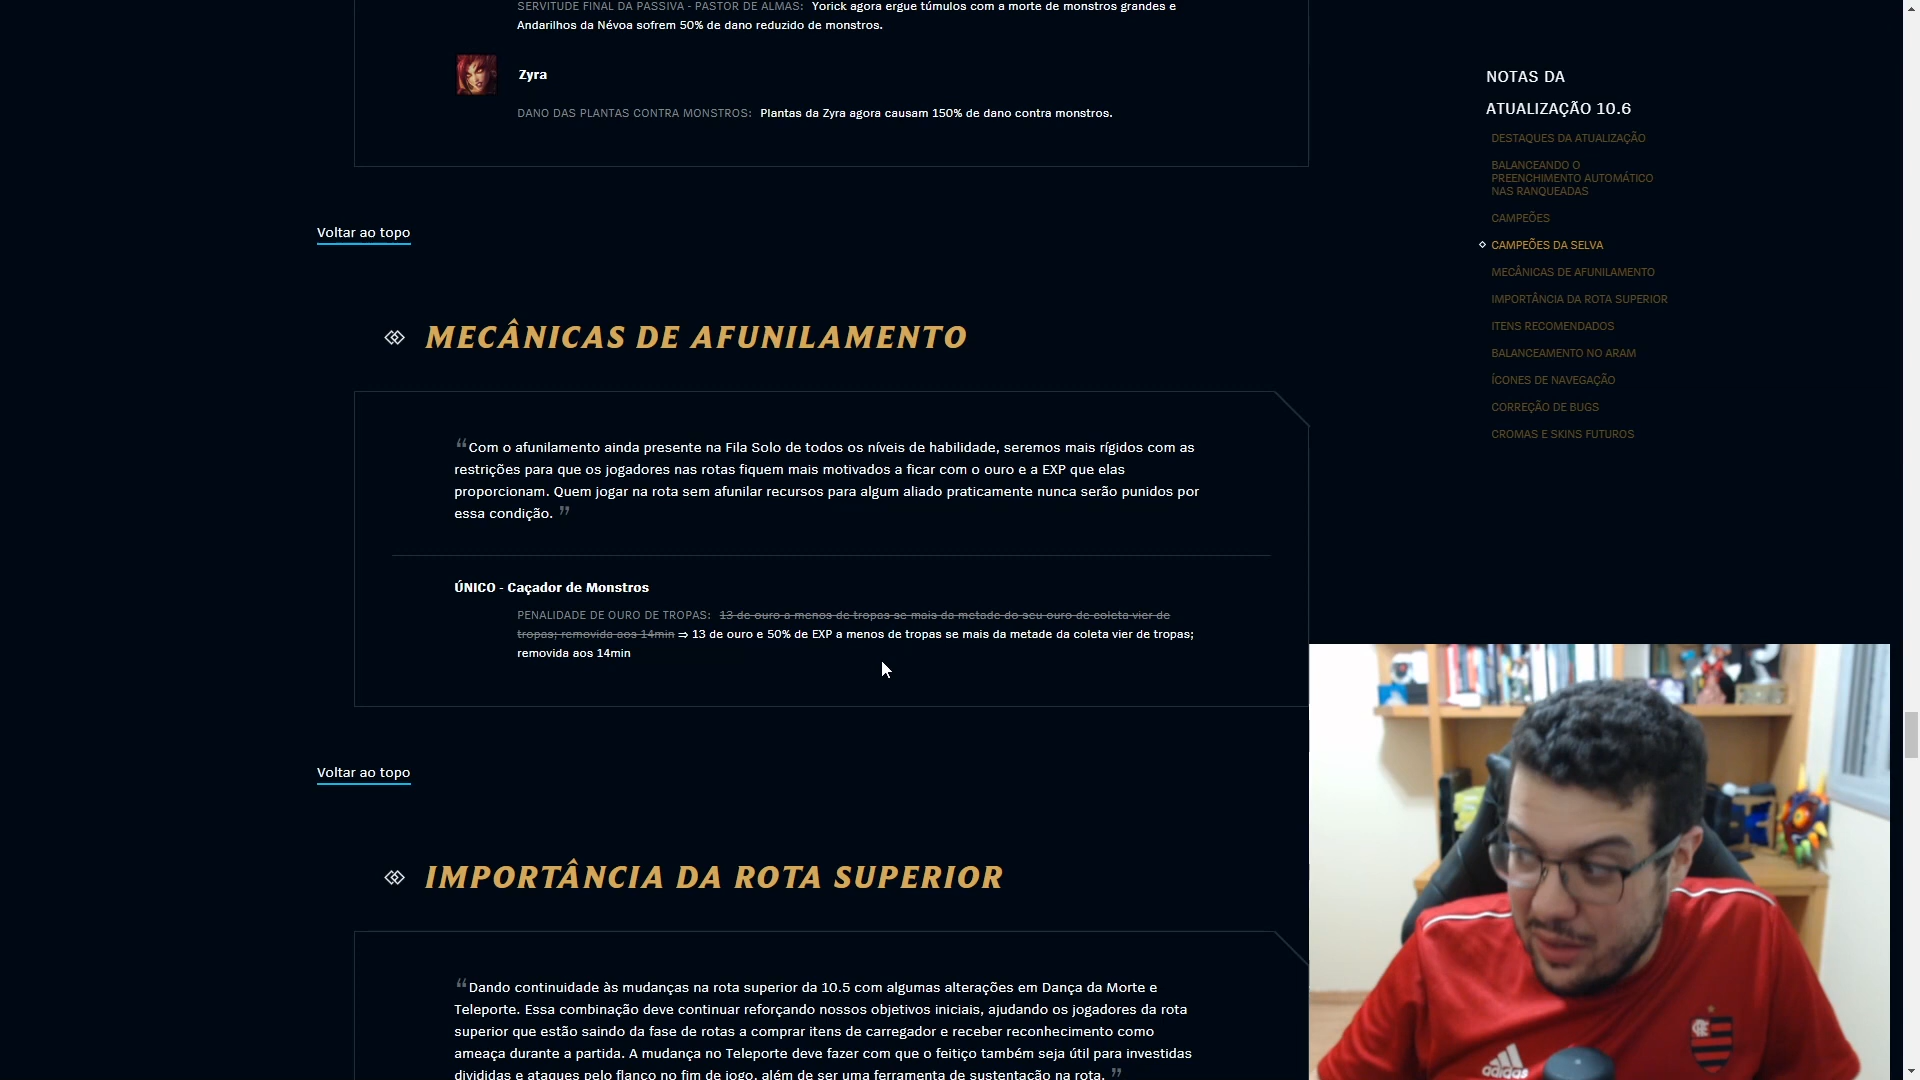 SERVITUDE FINAL DA PASSIVA - PASTOR DE ALMAS: Yorick agora ergue túmulos com a morte de monstros grandes e
Andarilhos da Névoa sofrem 50% de dano reduzido de monstros.
Zyra
DANO DAS PLANTAS CONTRA MONSTROS: Plantas da Zyra agora causam 150% de dano contra monstros.
Voltar ao topo
MECÂNICAS DE AFUNILAMENTO
“Com o afunilamento ainda presente na Fila Solo de todos os níveis de habilidade, seremos mais rígidos com as
restrições para que os jogadores nas rotas fiquem mais motivados a ficar com o ouro e a EXP que elas
proporcionam. Quem jogar na rota sem afunilar recursos para algum aliado praticamente nunca serão punidos por
essa condição. ”
ÚNICO - Caçador de Monstros
PENALIDADE DE OURO DE TROPAS: 13 de ouro a menos de tropas se mais da metade do seu ouro de coleta vier de
tropas; removida aos 14min ⇒ 13 de ouro e 50% de EXP a menos de tropas se mais da metade da coleta vier de tropas;
removida aos 14min
Voltar ao topo
IMPORTÂNCIA DA ROTA SUPERIOR
“Dando continuidade às mudanças na rota superior da 10.5 com algumas alterações em Dança da Morte e
Teleporte. Essa combinação deve continuar reforçando nossos objetivos iniciais, ajudando os jogadores da rota
superior que estão saindo da fase de rotas a comprar itens de carregador e receber reconhecimento como
ameaça durante a partida. A mudança no Teleporte deve fazer com que o feitiço também seja útil para investidas
divididas e ataques pelo flanco no fim de jogo, além de ser uma ferramenta de sustentação na rota. ”
NOTAS DA
ATUALIZAÇÃO 10.6
DESTAQUES DA ATUALIZAÇÃO
BALANCEANDO O
PREENCHIMENTO AUTOMÁTICO
NAS RANQUEADAS
CAMPEÕES
CAMPEÕES DA SELVA
MECÂNICAS DE AFUNILAMENTO
IMPORTÂNCIA DA ROTA SUPERIOR
ITENS RECOMENDADOS
BALANCEAMENTO NO ARAM
ÍCONES DE NAVEGAÇÃO
CORREÇÃO DE BUGS
CROMAS E SKINS FUTUROS
adidas